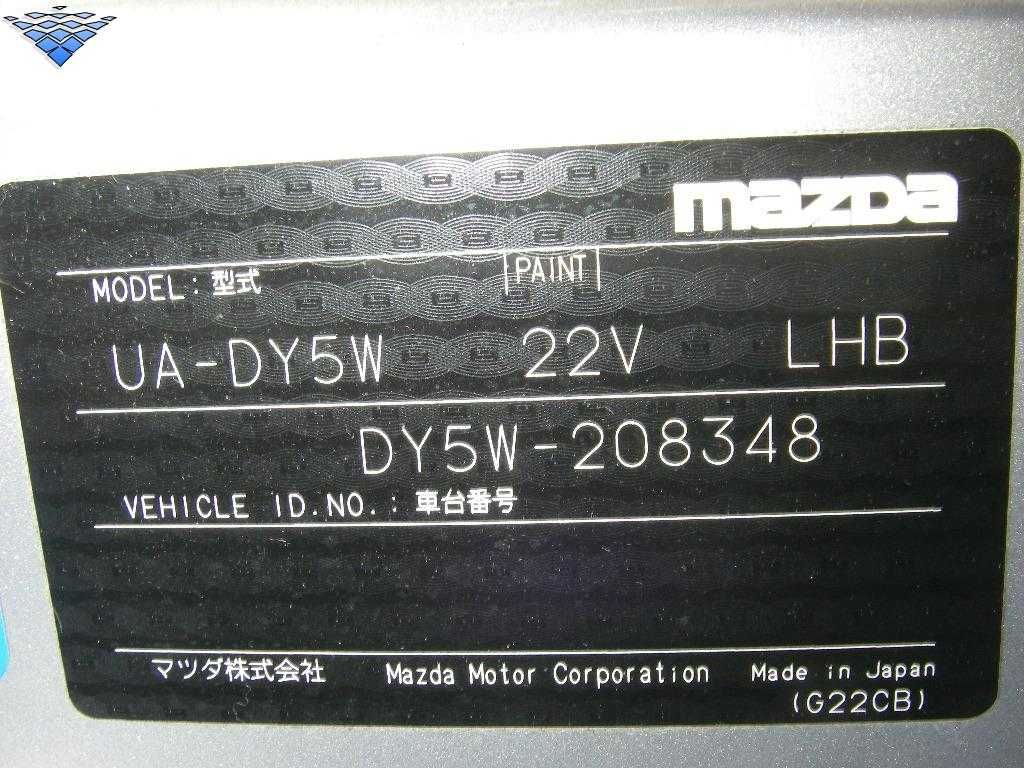 mazda
MODEL: 型式 PAINT
UA-DY5W 22V LHB
DY5W-208348
VEHICLE ID.NO.: 車台番号
マツダ株式会社 Mazda Motor Corporation Made in Japan
(G22CB)